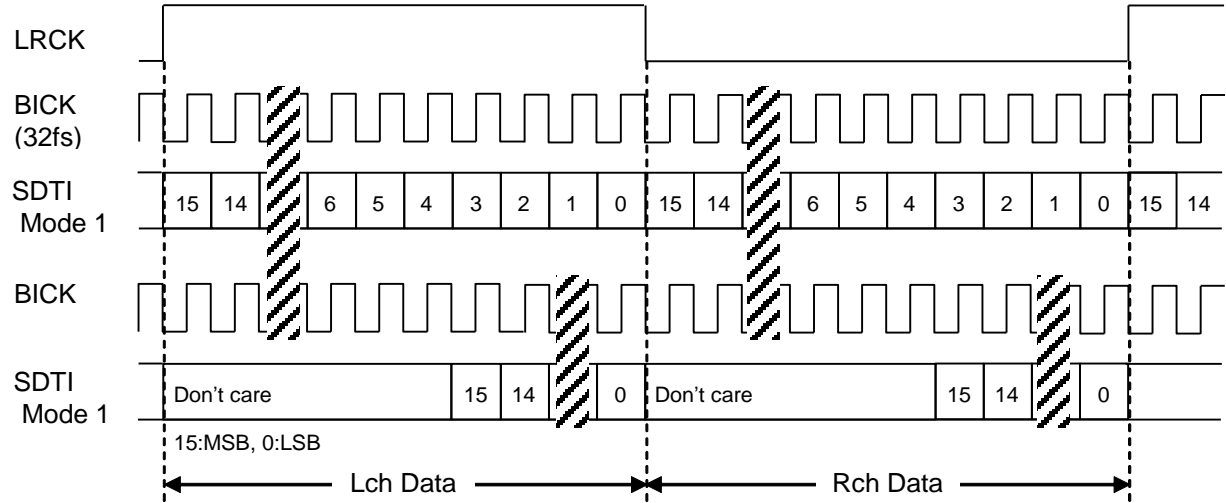 LRCK
BICK
(32fs)
SDTI
Mode 1
15 14 6 5 4 3 2 1 0 15 14 6 5 4 3 2 1 0 15 14
BICK
SDTI
Mode 1
Don't care 15 14 0 Don't care 15 14 0
15:MSB, 0:LSB
Lch Data Rch Data